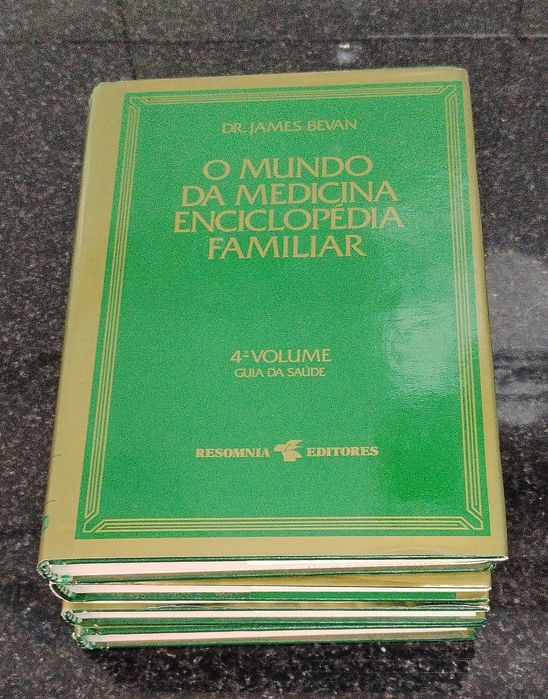 DR. JAMES BEVAN
O MUNDO
DA MEDICINA
ENCICLOPÉDIA
FAMILIAR
4º VOLUME
GUIA DA SAÚDE
RESOMNIA EDITORES